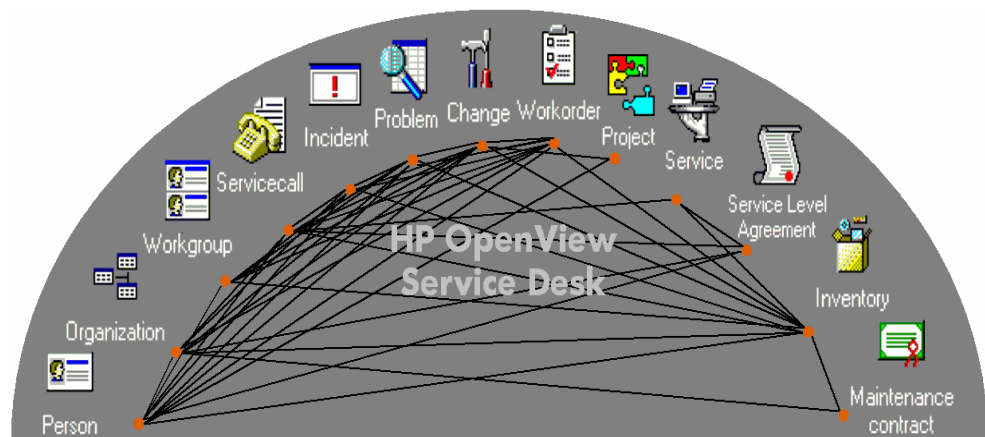 Person
Organization
Workgroup
Servicecall
Incident
Problem
Change
Workorder
Project
Service
Service Level
Agreement
Inventory
Maintenance
contract
HP OpenView
Service Desk